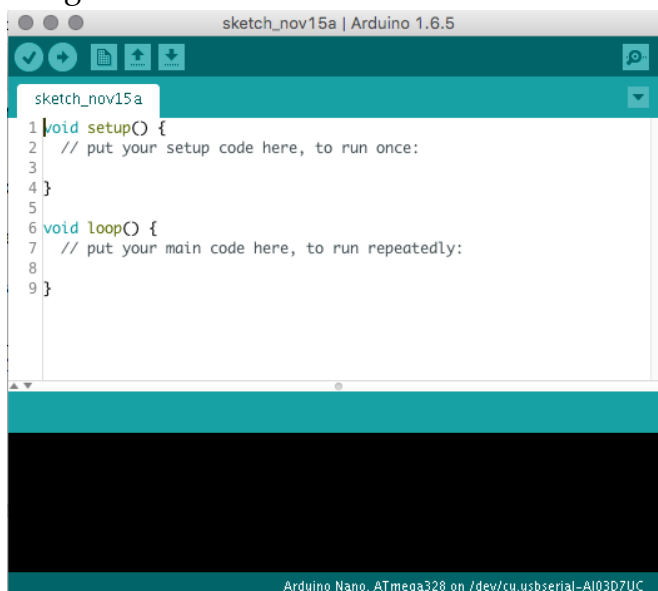 sketch_nov15a | Arduino 1.6.5
sketch_nov15a
1 void setup() {
2 // put your setup code here, to run once:
3
4 }
5
6 void loop() {
7 // put your main code here, to run repeatedly:
8
9 }
Arduino Nano, ATmega328 on /dev/cu.usbserial-AI03D7UC